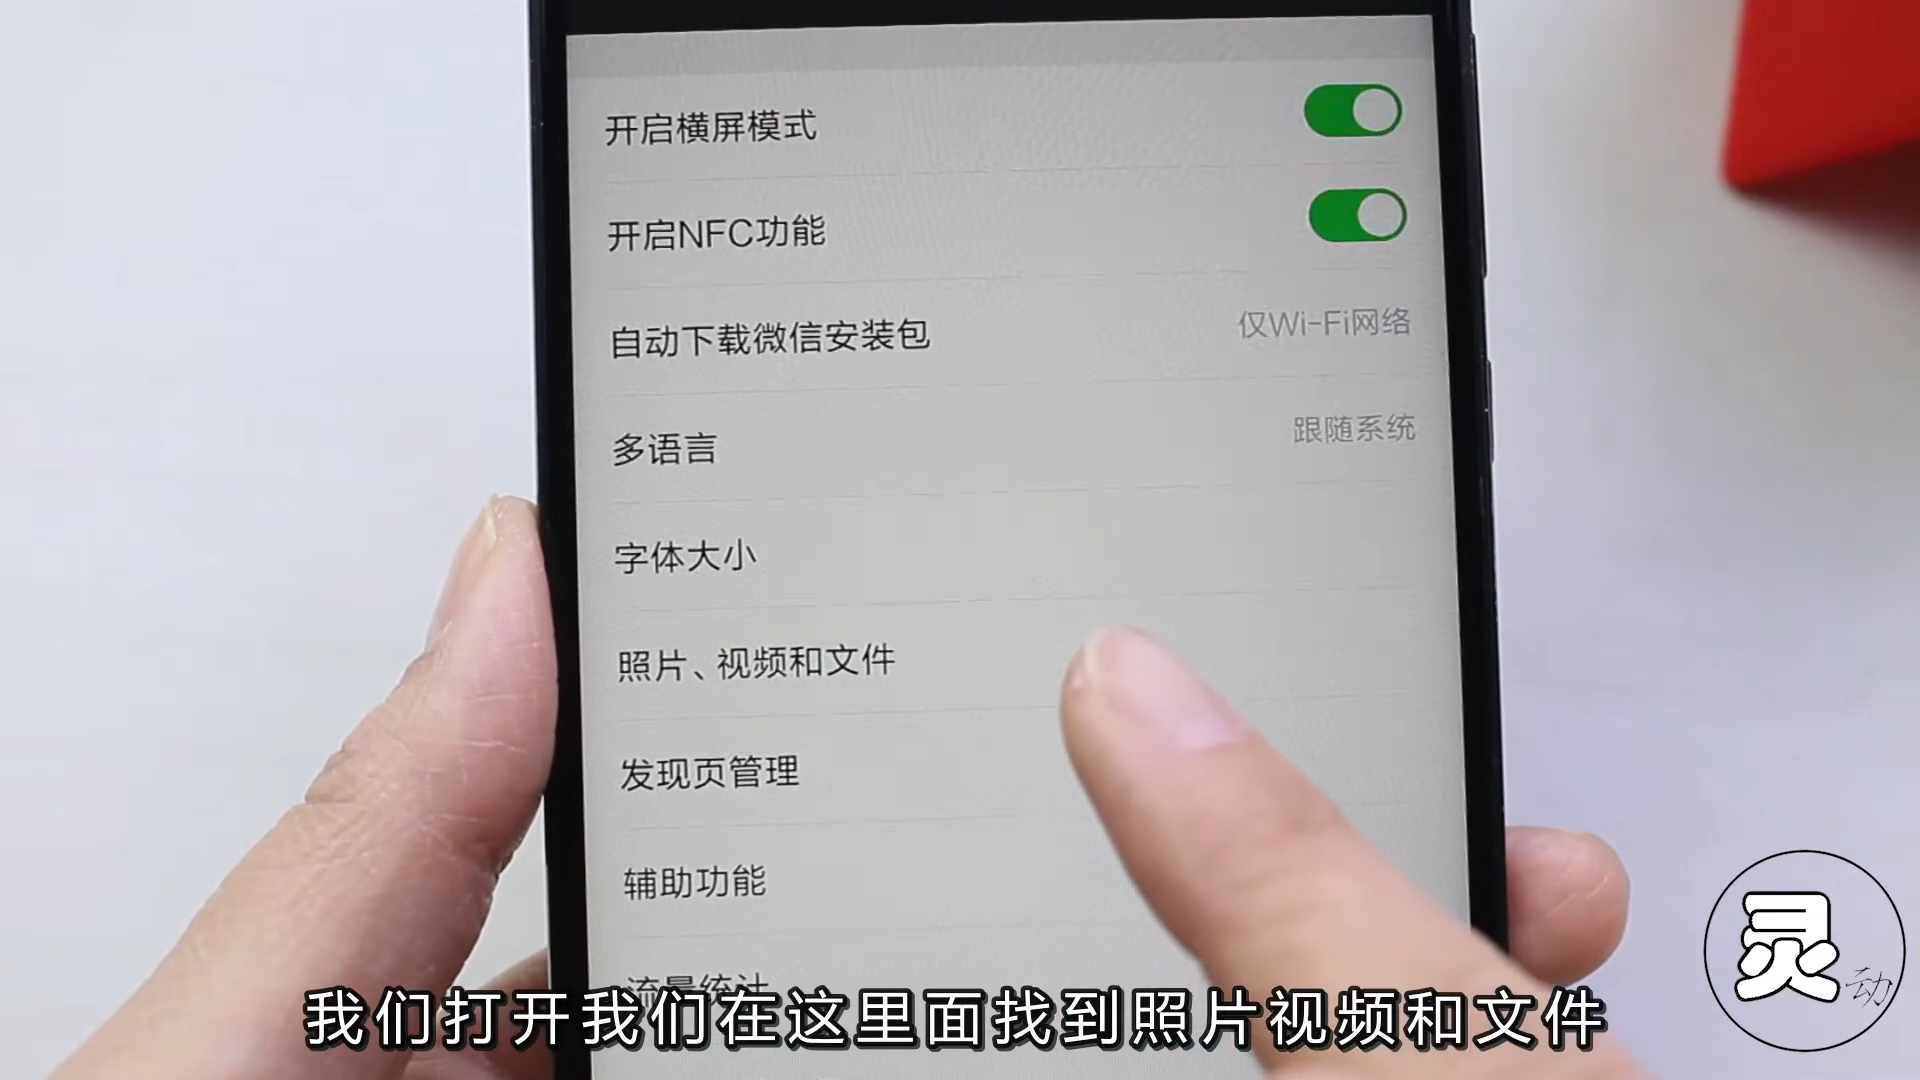 开启横屏模式
开启NFC功能
自动下载微信安装包 仅Wi-Fi网络
多语言 跟随系统
字体大小
照片、视频和文件
发现页管理
辅助功能
流量统计
我们打开我们在这里面找到照片视频和文件
灵动